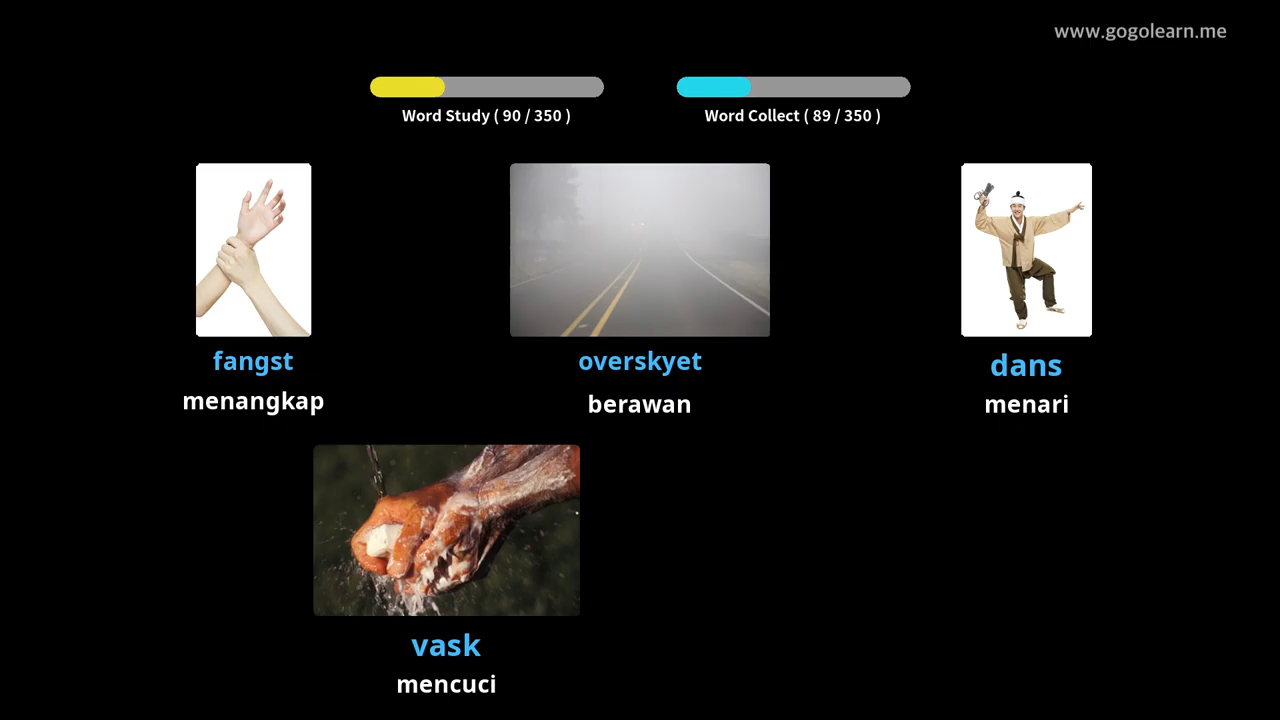 www.gogolearn.me
Word Study ( 90 / 350 )
Word Collect ( 89 / 350 )
fangst
menangkap
overskyet
berawan
dans
menari
vask
mencuci